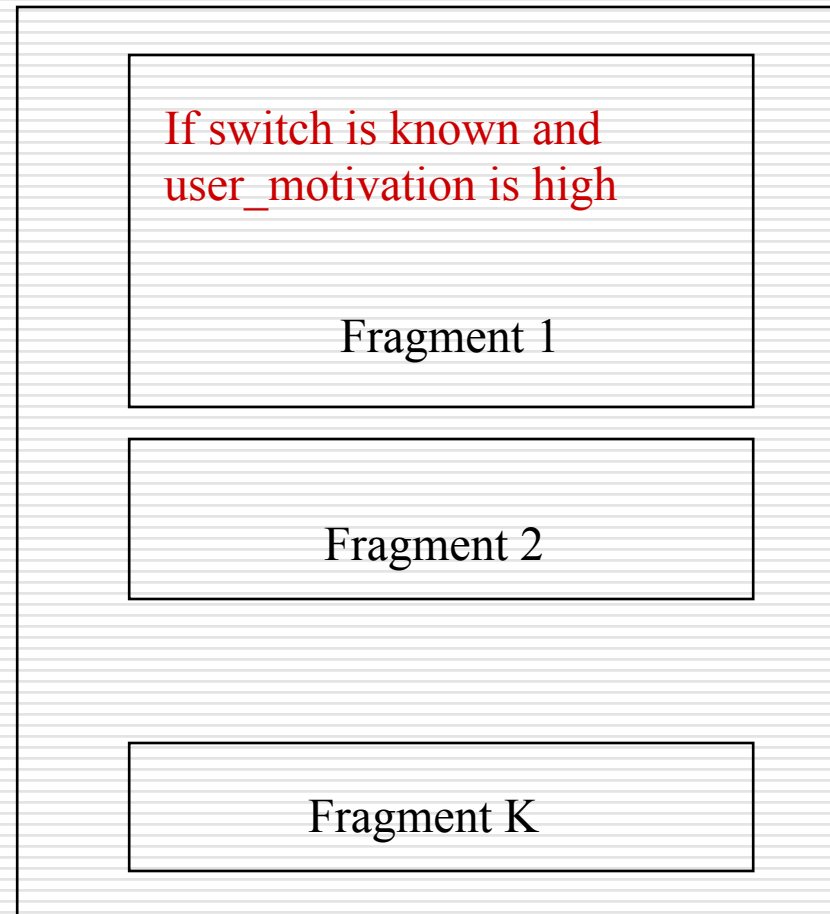 If switch is known and
user_motivation is high
Fragment 1
Fragment 2
Fragment K